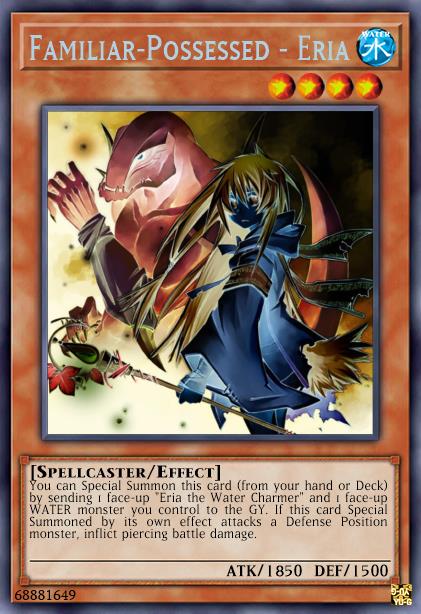 FAMILIAR-POSSESSED - ERIA
WATER
水
[SPELLCASTER/EFFECT]
You can Special Summon this card (from your hand or Deck)
by sending 1 face-up "Eria the Water Charmer" and 1 face-up
WATER monster you control to the GY. If this card Special
Summoned by its own effect attacks a Defense Position
monster, inflict piercing battle damage.
ATK/1850 DEF/1500
68881649